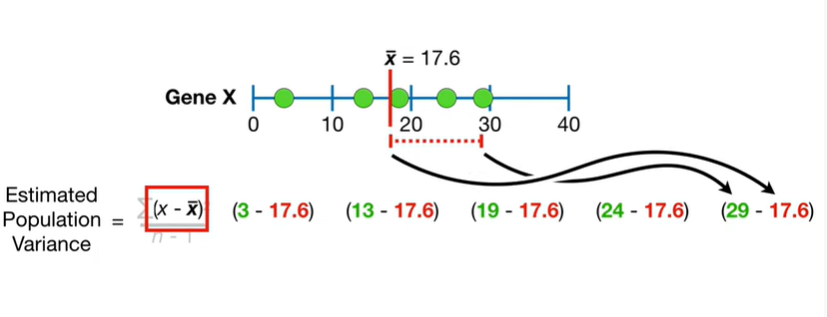 x̄ = 17.6
Gene X
0 10 20 30 40
Estimated
Population
Variance
=
∑(x - x̄)
n - 1
(3 - 17.6) (13 - 17.6) (19 - 17.6) (24 - 17.6) (29 - 17.6)